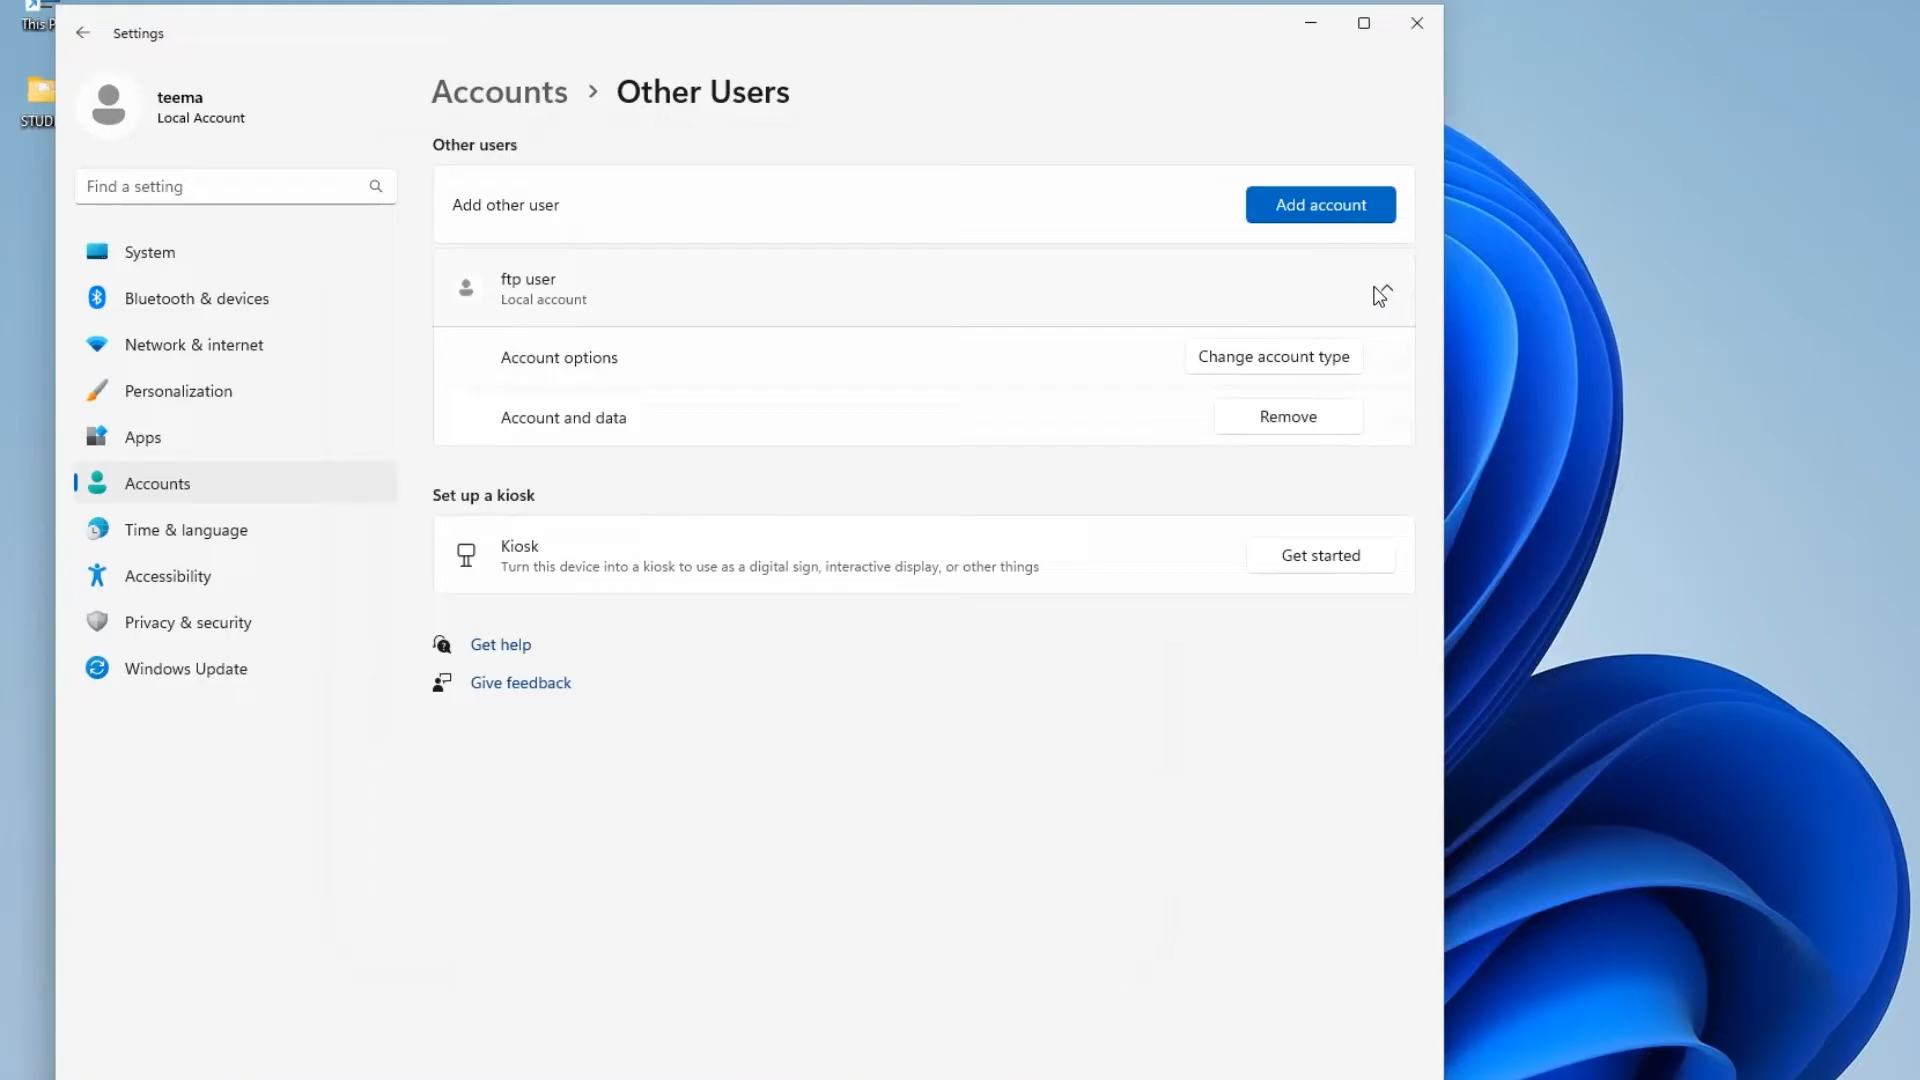 This P
STUD
Settings
teema
Local Account
Find a setting
System
Bluetooth & devices
Network & internet
Personalization
Apps
Accounts
Time & language
Accessibility
Privacy & security
Windows Update
Accounts > Other Users
Other users
Add other user
Add account
ftp user
Local account
Account options
Change account type
Account and data
Remove
Set up a kiosk
Kiosk
Turn this device into a kiosk to use as a digital sign, interactive display, or other things
Get started
Get help
Give feedback